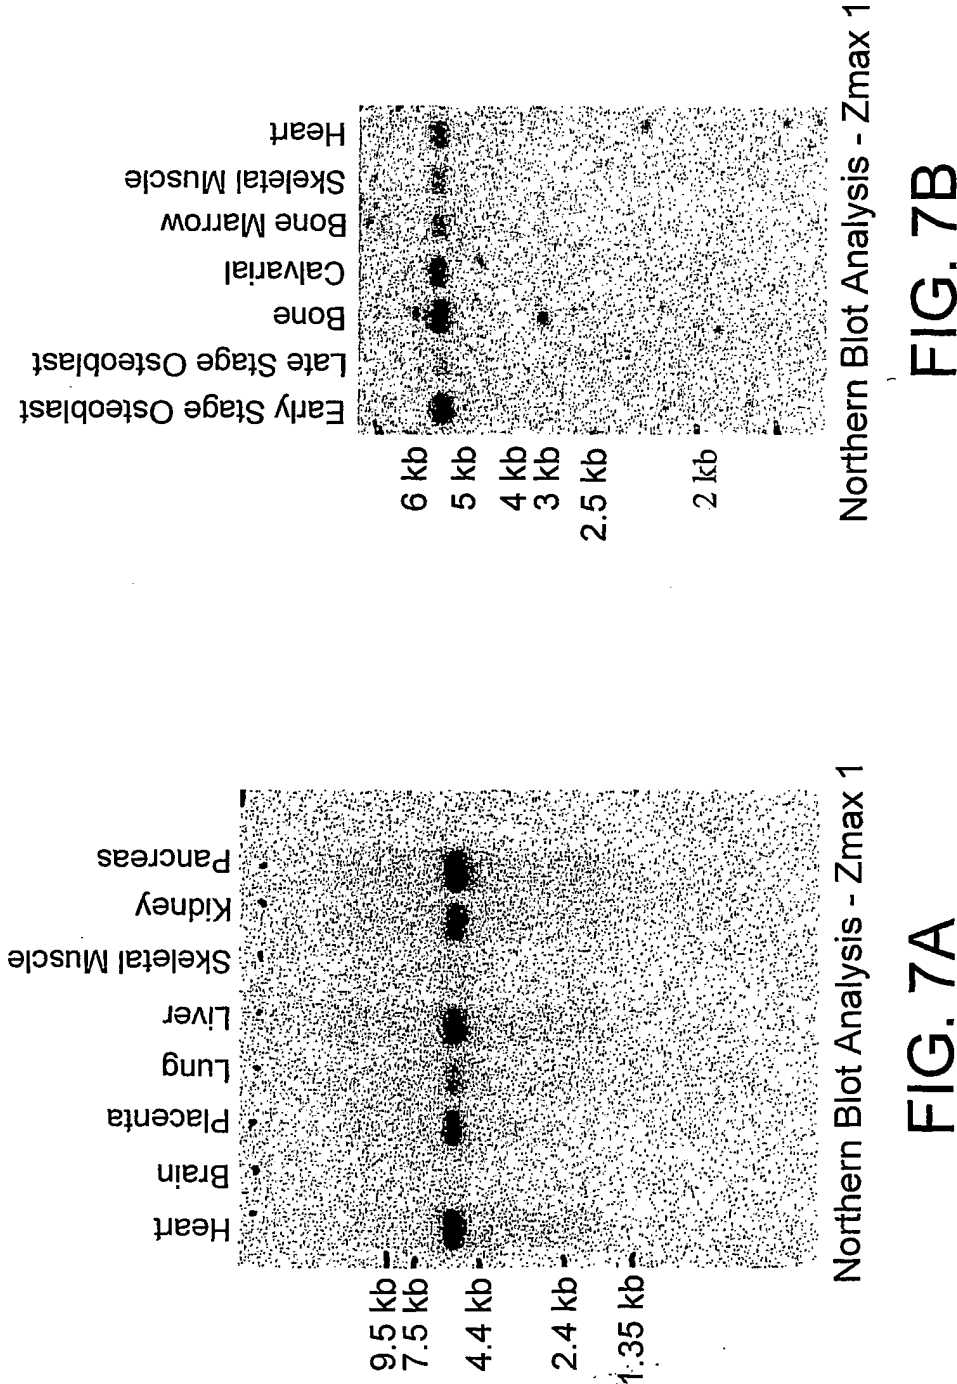 Heart
Brain
Placenta
Lung
Liver
Skeletal Muscle
Kidney
Pancreas
9.5 kb
7.5 kb
4.4 kb
2.4 kb
1.35 kb
Northern Blot Analysis - Zmax 1
FIG. 7A
Early Stage Osteoblast
Late Stage Osteoblast
Bone
Calvarial
Bone Marrow
Skeletal Muscle
Heart
6 kb
5 kb
4 kb
3 kb
2.5 kb
2 kb
Northern Blot Analysis - Zmax 1
FIG. 7B